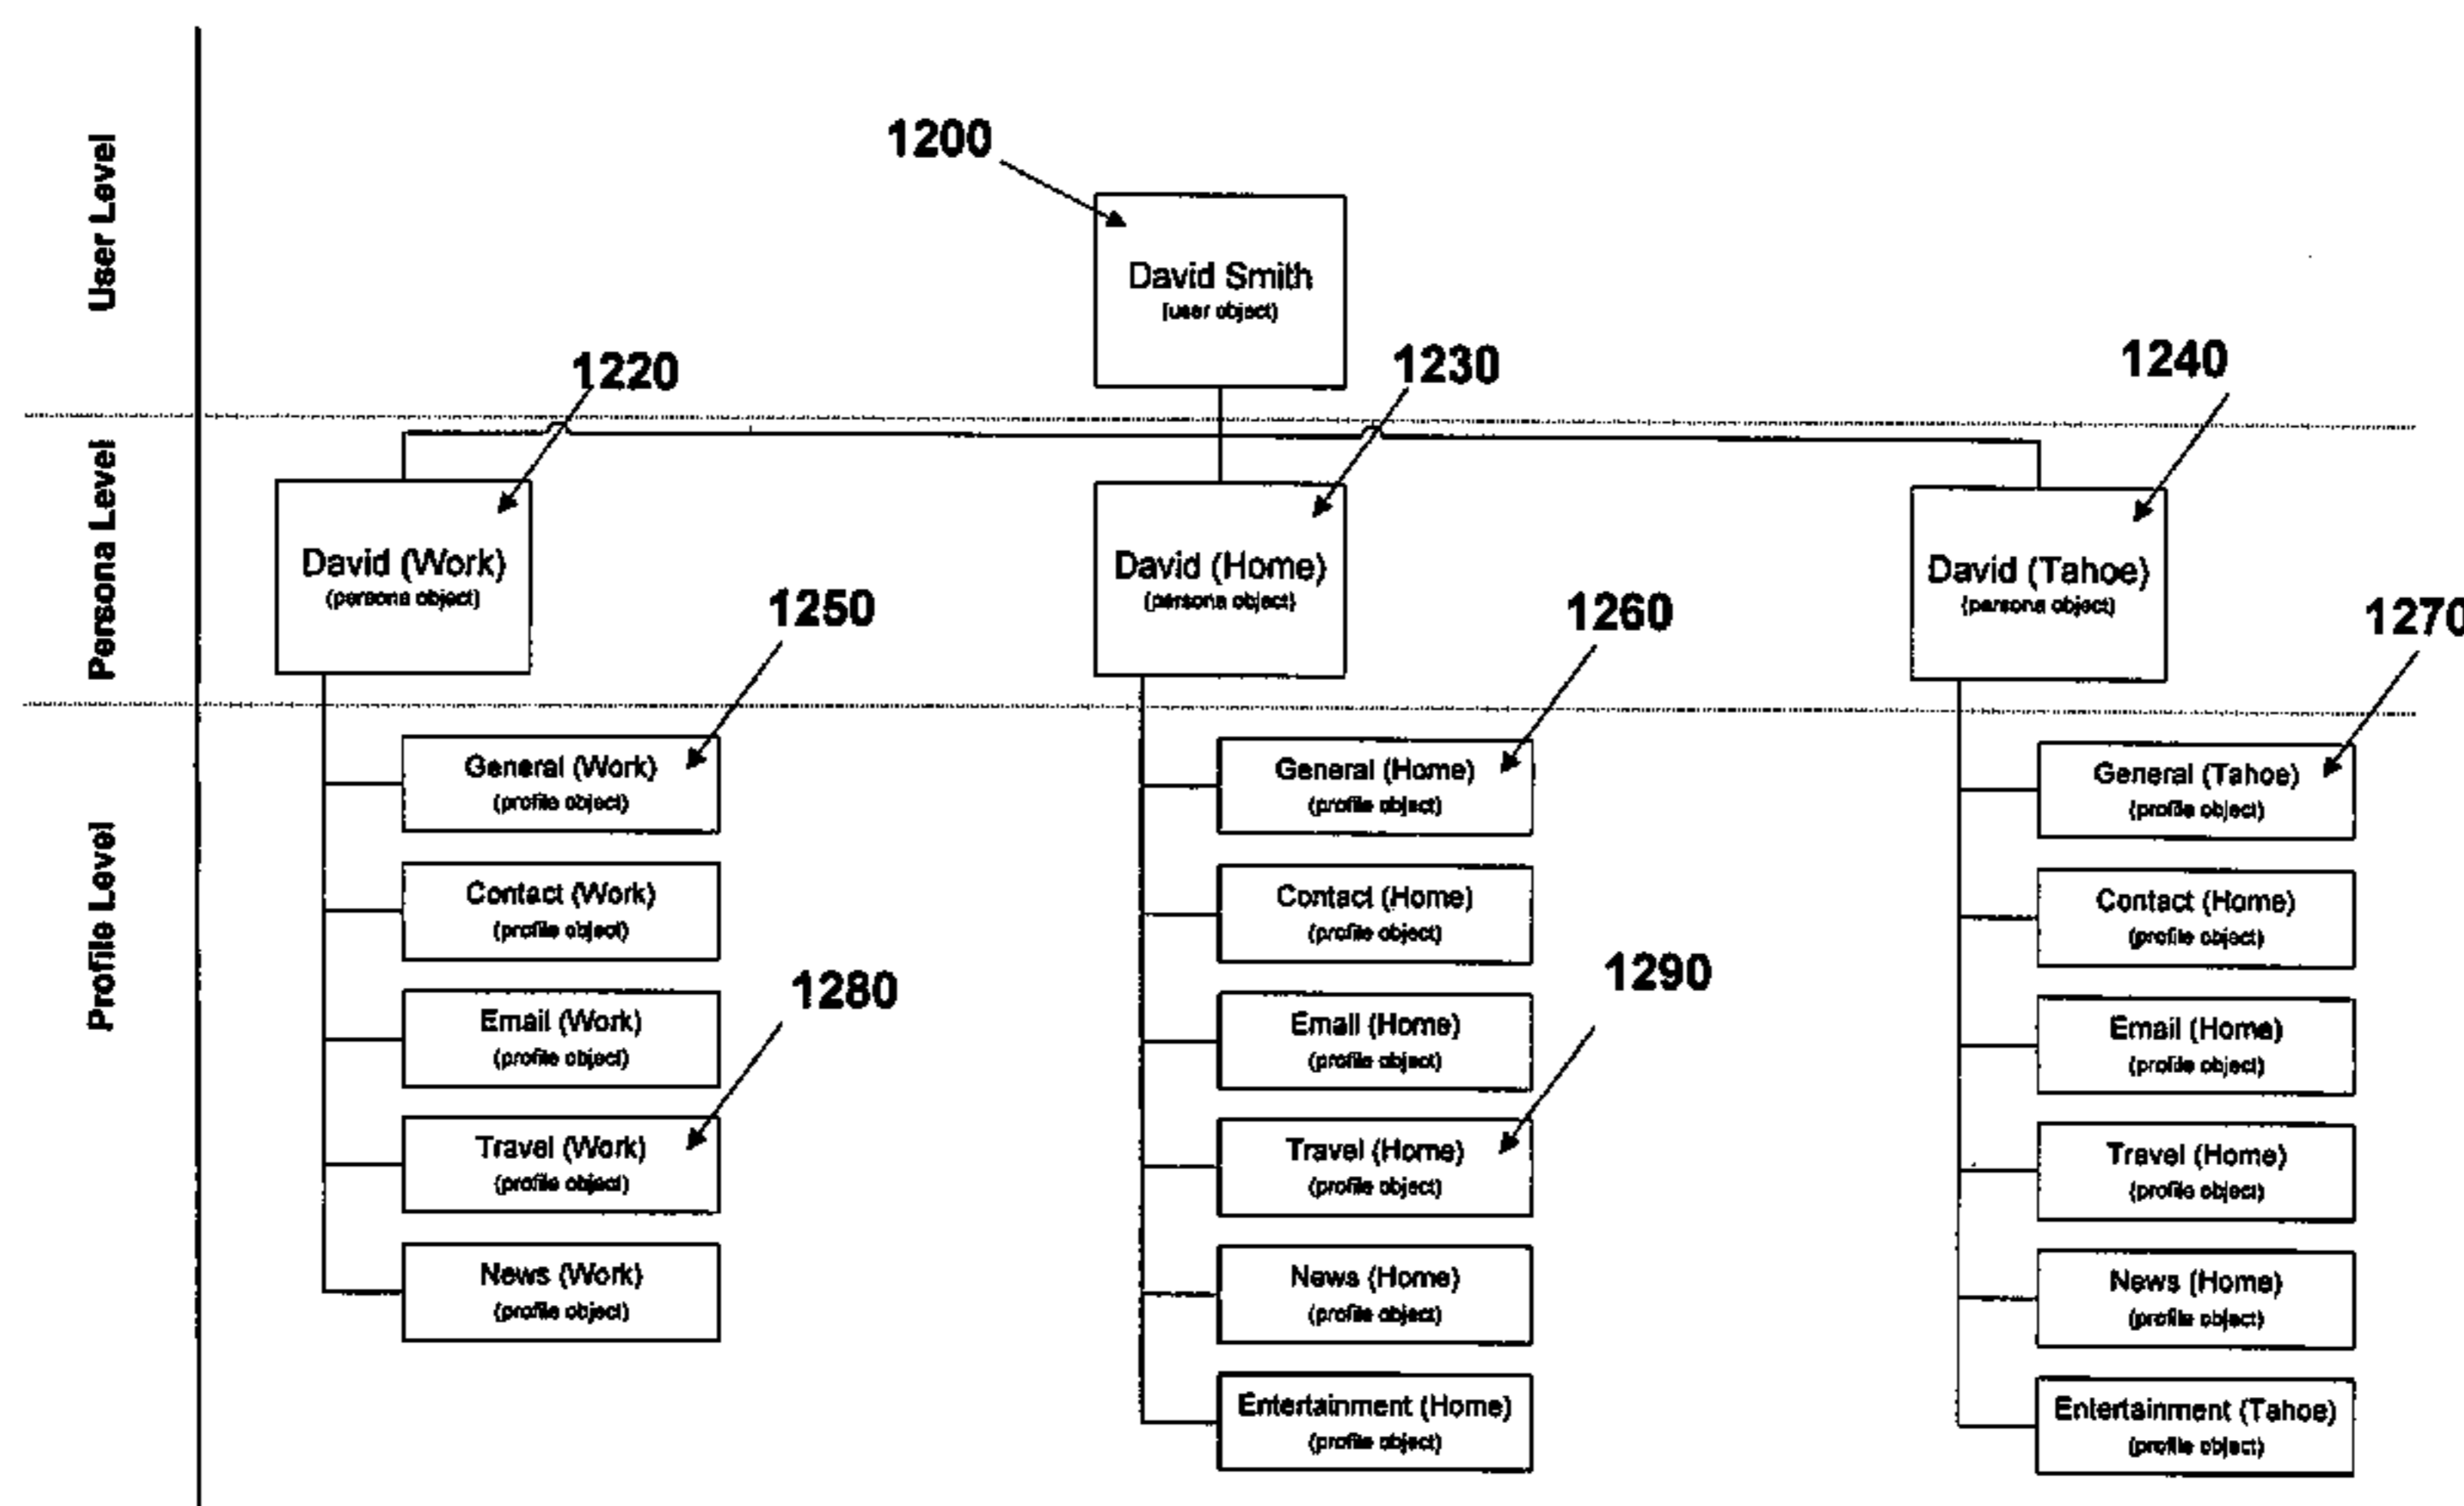 User Level
1200
David Smith
(user object)
1220
1230
1240
Persona Level
David (Work)
(persona object)
David (Home)
(persona object)
David (Tahoe)
(persona object)
1250
1260
1270
Profile Level
General (Work)
(profile object)
Contact (Work)
(profile object)
1280
Email (Work)
(profile object)
Travel (Work)
(profile object)
News (Work)
(profile object)
General (Home)
(profile object)
Contact (Home)
(profile object)
1290
Email (Home)
(profile object)
Travel (Home)
(profile object)
News (Home)
(profile object)
Entertainment (Home)
(profile object)
General (Tahoe)
(profile object)
Contact (Home)
(profile object)
Email (Home)
(profile object)
Travel (Home)
(profile object)
News (Home)
(profile object)
Entertainment (Tahoe)
(profile object)